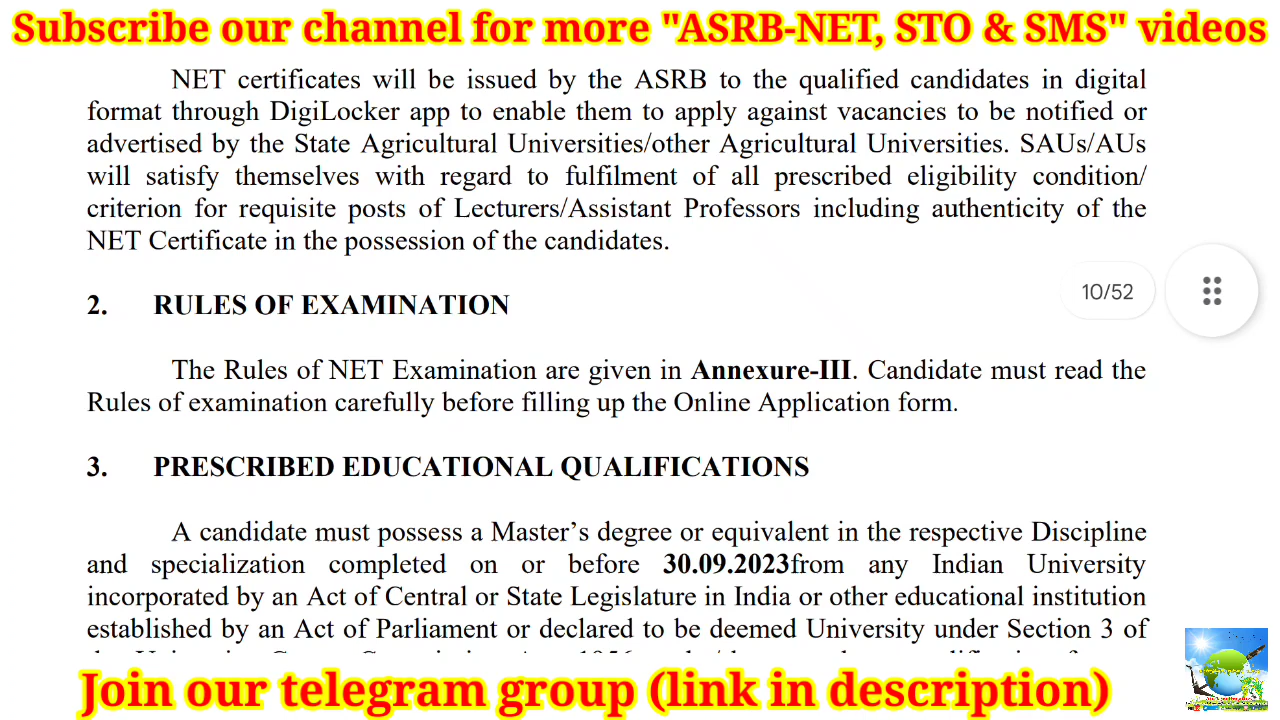 Subscribe our channel for more "ASRB-NET, STO & SMS" videos
NET certificates will be issued by the ASRB to the qualified candidates in digital
format through DigiLocker app to enable them to apply against vacancies to be notified or
advertised by the State Agricultural Universities/other Agricultural Universities. SAUs/AUs
will satisfy themselves with regard to fulfilment of all prescribed eligibility condition/
criterion for requisite posts of Lecturers/Assistant Professors including authenticity of the
NET Certificate in the possession of the candidates.
10/52
2. RULES OF EXAMINATION
The Rules of NET Examination are given in Annexure-III. Candidate must read the
Rules of examination carefully before filling up the Online Application form.
3. PRESCRIBED EDUCATIONAL QUALIFICATIONS
A candidate must possess a Master's degree or equivalent in the respective Discipline
and specialization completed on or before 30.09.2023from any Indian University
incorporated by an Act of Central or State Legislature in India or other educational institution
established by an Act of Parliament or declared to be deemed University under Section 3 of
Join our telegram group (link in description)